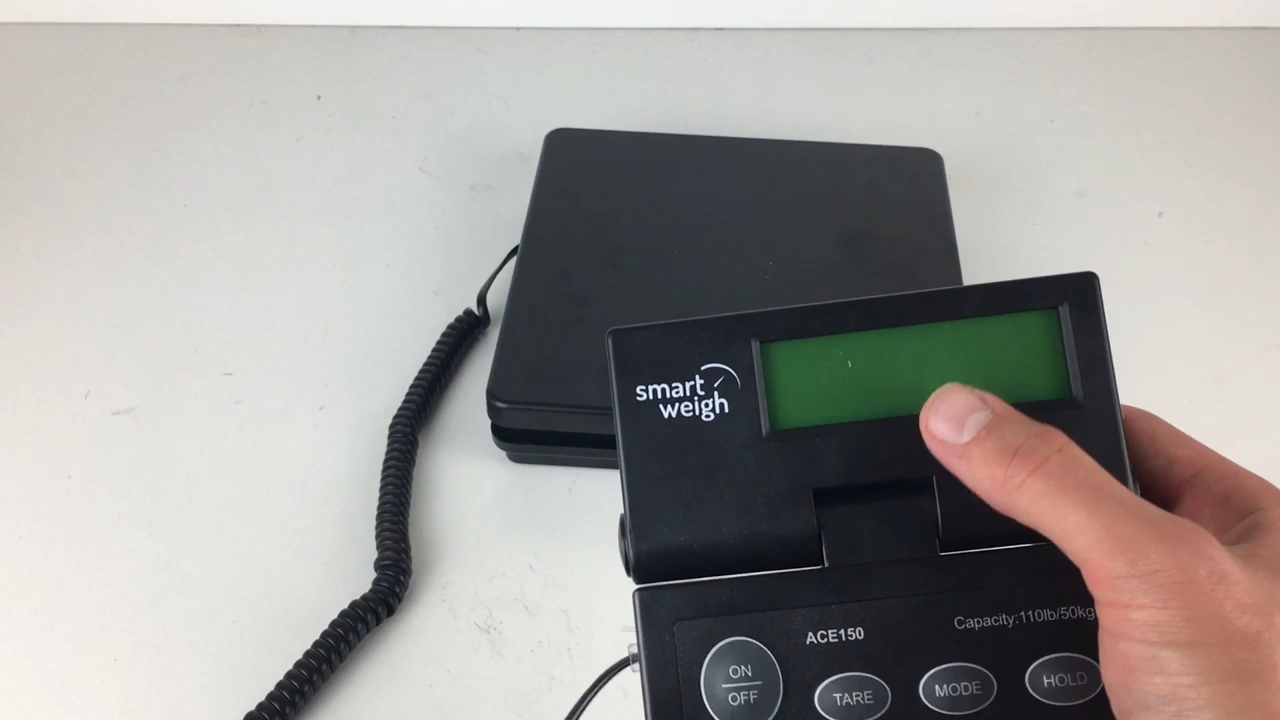 smart
weigh
ACE150
Capacity:110lb/50kg
ON
OFF
TARE
MODE
HOLD